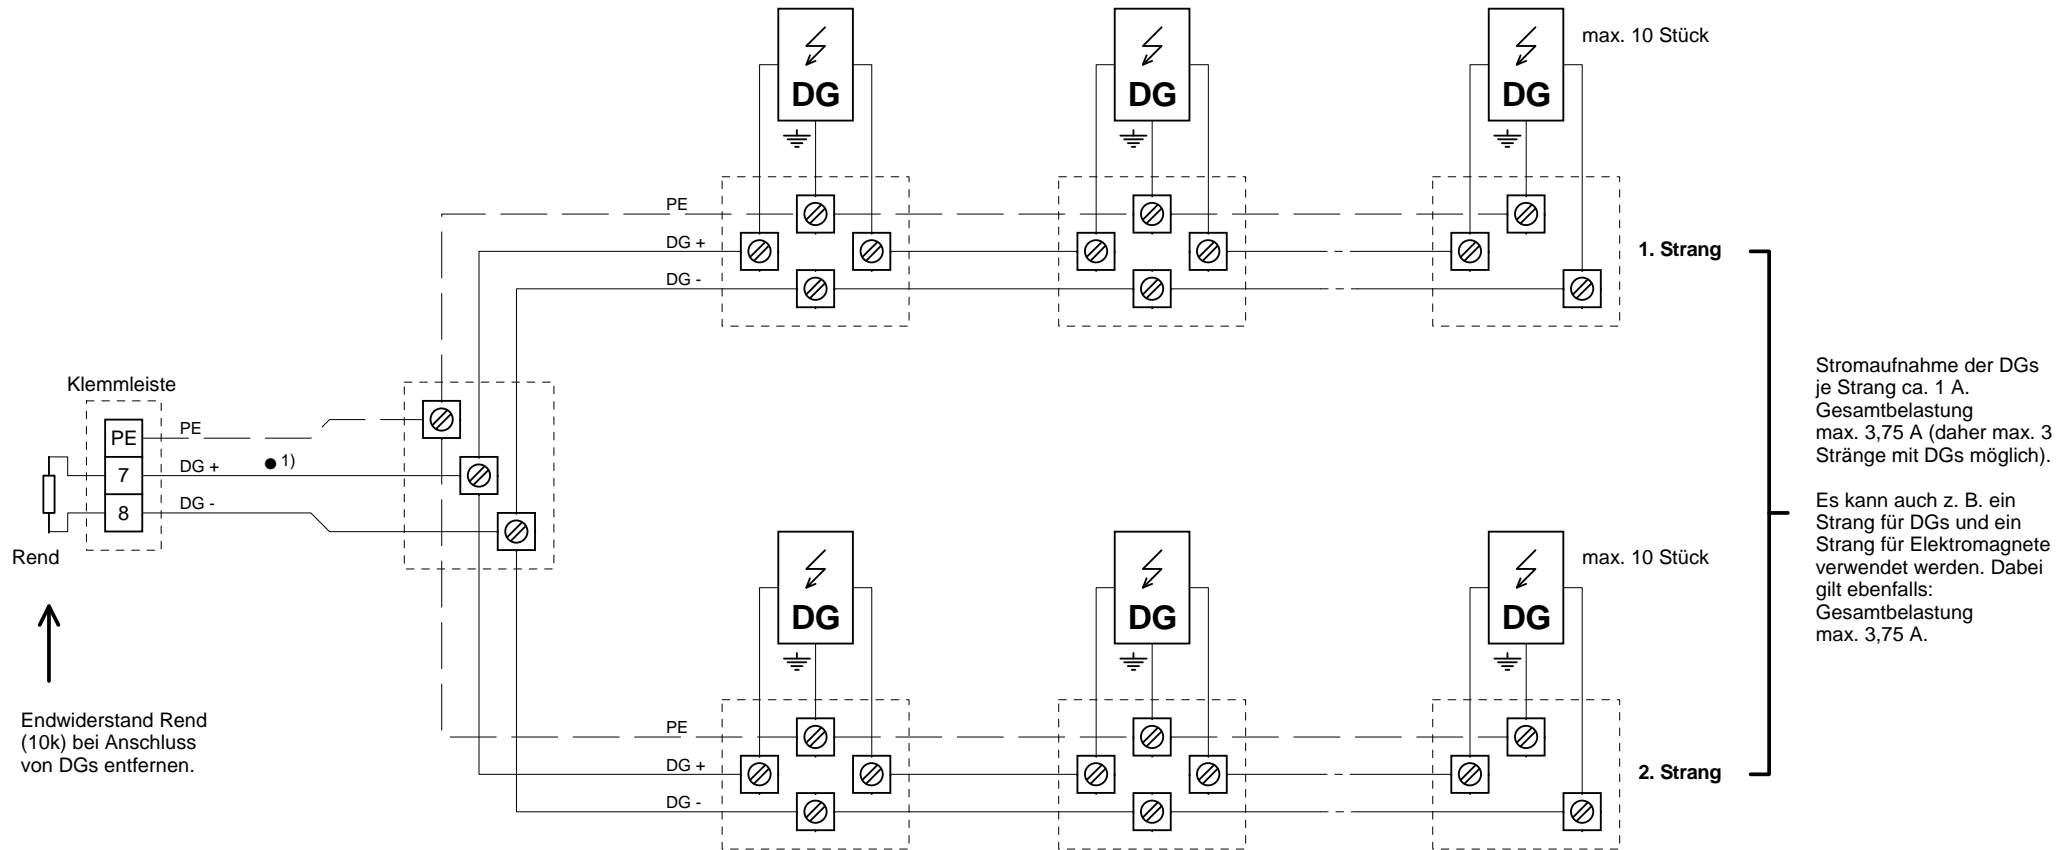 DG
DG
DG
max. 10 Stück
PE
DG +
DG -
1. Strang
Klemmleiste
PE
7
8
PE
DG +
DG -
1)
Rend
Endwiderstand Rend
(10k) bei Anschluss
von DGs entfernen.
Stromaufnahme der DGs
je Strang ca. 1 A.
Gesamtbelastung
max. 3,75 A (daher max. 3
Stränge mit DGs möglich).
Es kann auch z. B. ein
Strang für DGs und ein
Strang für Elektromagnete
verwendet werden. Dabei
gilt ebenfalls:
Gesamtbelastung
max. 3,75 A.
DG
DG
DG
max. 10 Stück
PE
DG +
DG -
2. Strang